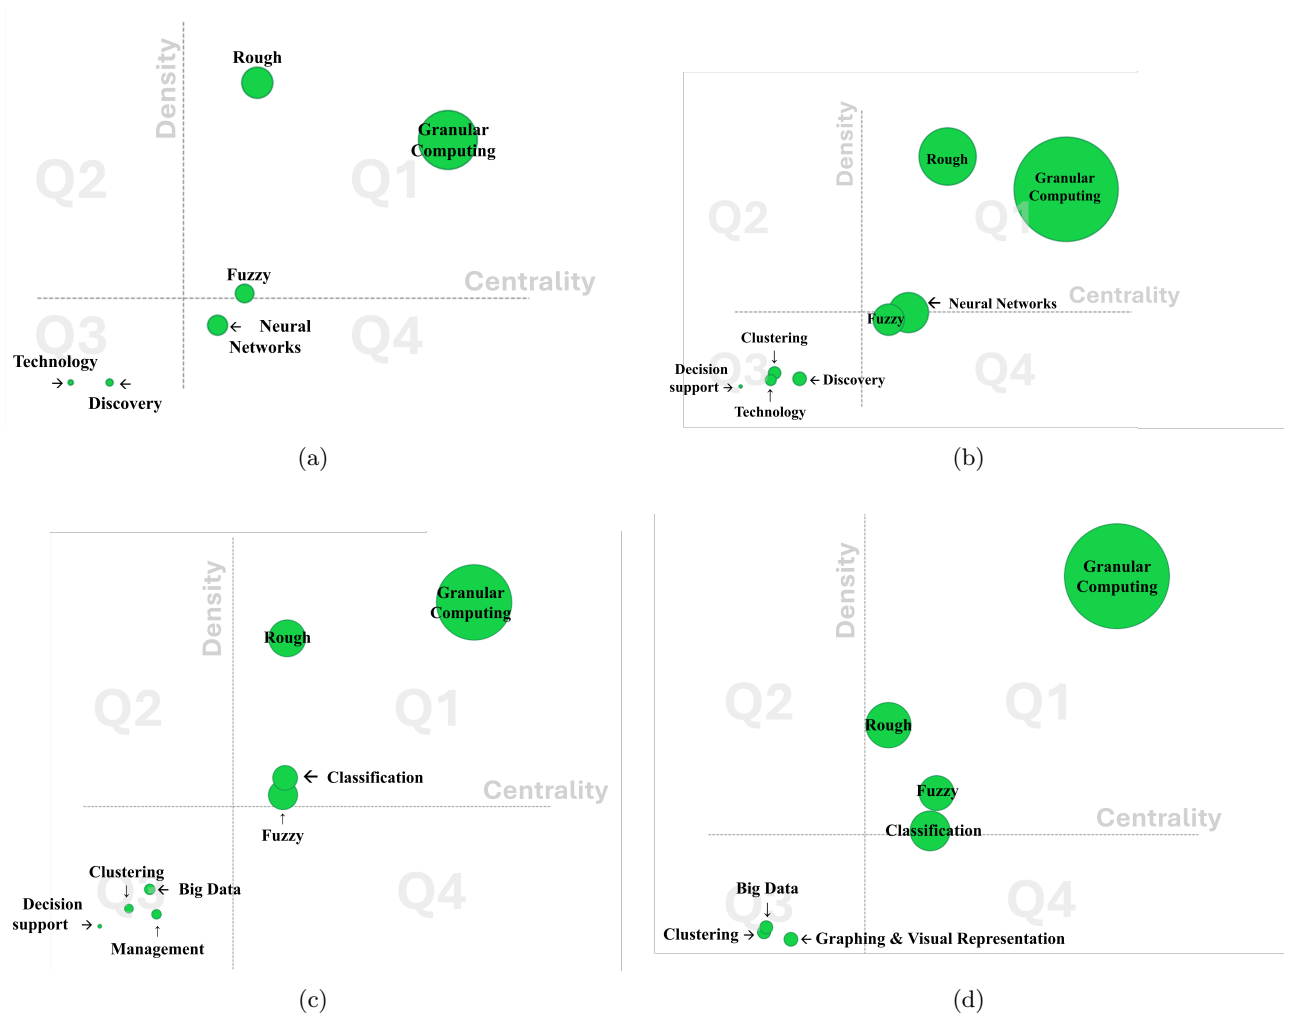 Density
Rough
Granular
Computing
Q2
Q1
Fuzzy
Centrality
Q3
Neural
Networks
Q4
Technology
→
←
Discovery
(a)
Density
Rough
Granular
Computing
Q2
Q1
Centrality
← Neural Networks
Fuzzy
Clustering
↓
Q3
Q4
Decision
support →
← Discovery
↑
Technology
(b)
Density
Granular
Computing
Rough
Q2
Q1
← Classification
Centrality
↑
Fuzzy
Clustering
↓
Q3
← Big Data
Q4
Decision
support →
↑
Management
(c)
Density
Granular
Computing
Q2
Q1
Rough
Fuzzy
Centrality
Classification
Big Data
↓
Q3
Q4
Clustering →
← Graphing & Visual Representation
(d)